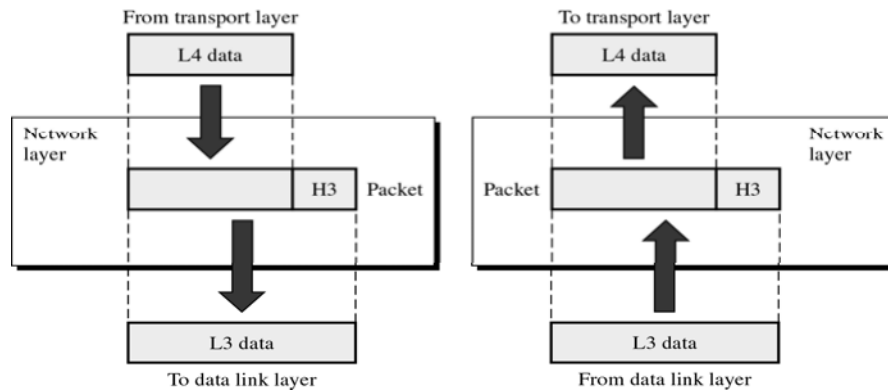 From transport layer
L4 data
Network
layer
H3
Packet
L3 data
To data link layer
To transport layer
L4 data
Network
layer
Packet
H3
L3 data
From data link layer